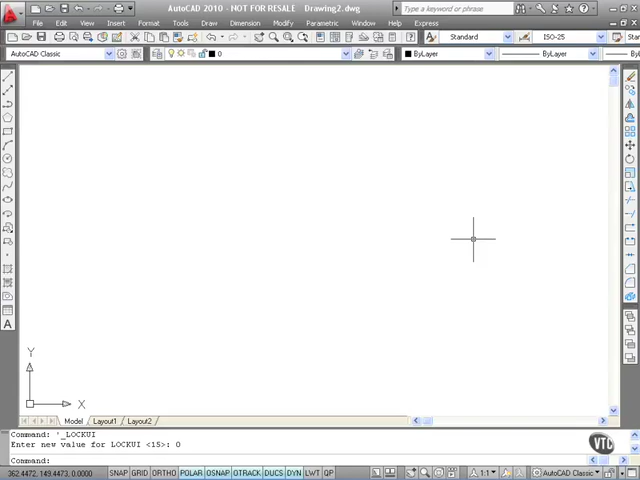 AutoCAD 2010 - NOT FOR RESALE Drawing2.dwg
Type a keyword or phrase
File Edit View Insert Format Tools Draw Dimension Modify Parametric Window Help Express
Standard
ISO-25
AutoCAD Classic
0
ByLayer
ByLayer
Y
X
A
Model Layout1 Layout2
Command: '_LOCKUI
Enter new value for LOCKUI <15>: 0
Command:
VTC
362.4472, 149.4473, 0.0000
SNAP GRID ORTHO POLAR OSNAP OTRACK DUCS DYN LWT QP
1:1
AutoCAD Classic